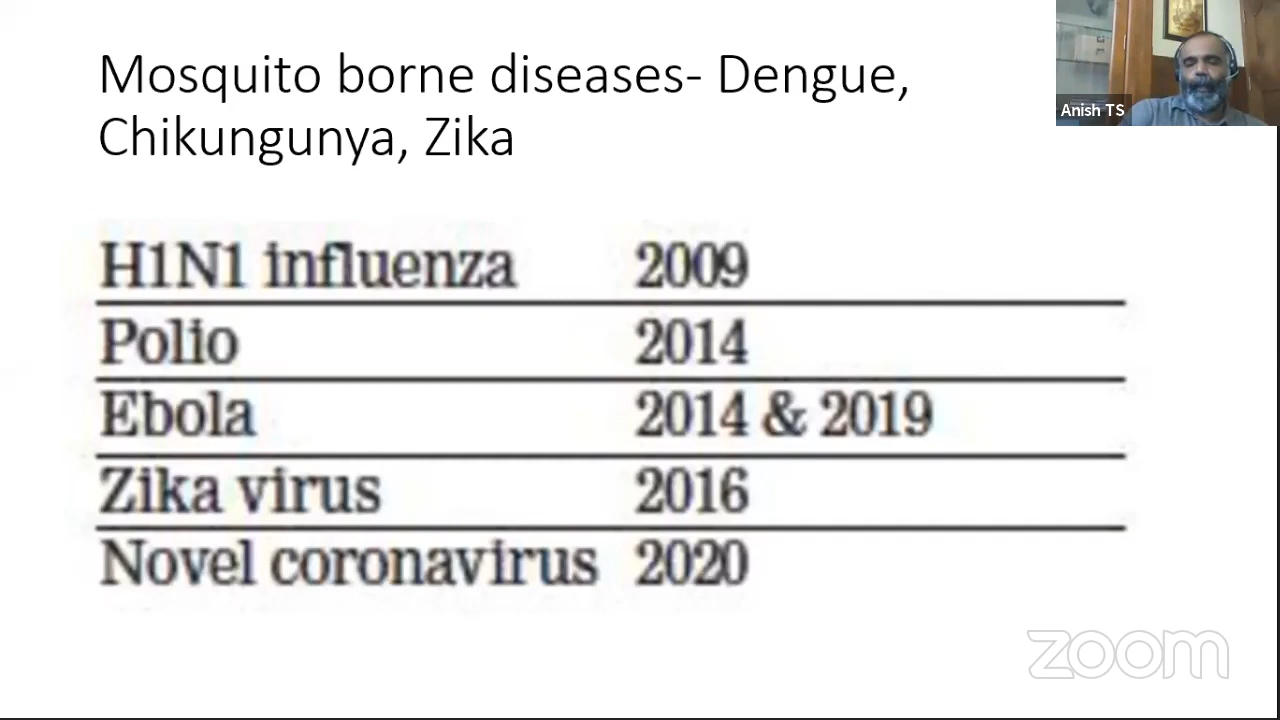 Mosquito borne diseases- Dengue,
Chikungunya, Zika
Anish TS
H1N1 influenza 2009
Polio 2014
Ebola 2014 & 2019
Zika virus 2016
Novel coronavirus 2020
zoom